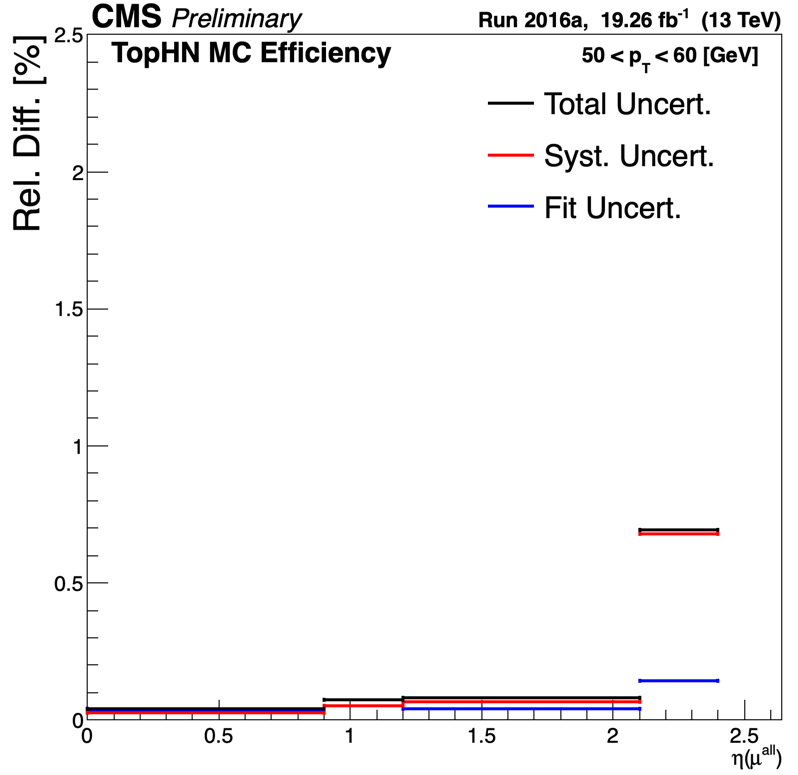 CMS Preliminary
Run 2016a, 19.26 fb⁻¹ (13 TeV)
TopHN MC Efficiency
50 < p_T < 60 [GeV]
Total Uncert.
Syst. Uncert.
Fit Uncert.
Rel. Diff. [%]
2.5
2
1.5
1
0.5
0
0
0.5
1
1.5
2
2.5
η(μ^all)